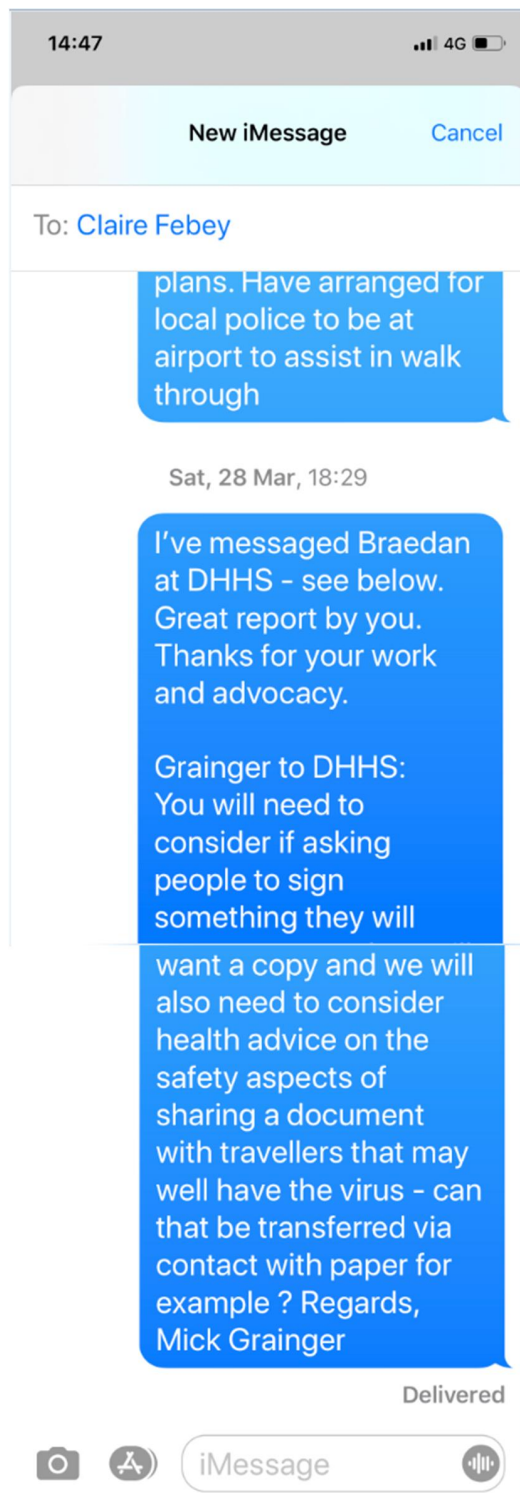 14:47
4G
New iMessage
Cancel
To: Claire Febey
plans. Have arranged for
local police to be at
airport to assist in walk
through
Sat, 28 Mar, 18:29
I've messaged Braedan
at DHHS - see below.
Great report by you.
Thanks for your work
and advocacy.
Grainger to DHHS:
You will need to
consider if asking
people to sign
something they will
want a copy and we will
also need to consider
health advice on the
safety aspects of
sharing a document
with travellers that may
well have the virus - can
that be transferred via
contact with paper for
example ? Regards,
Mick Grainger
Delivered
iMessage